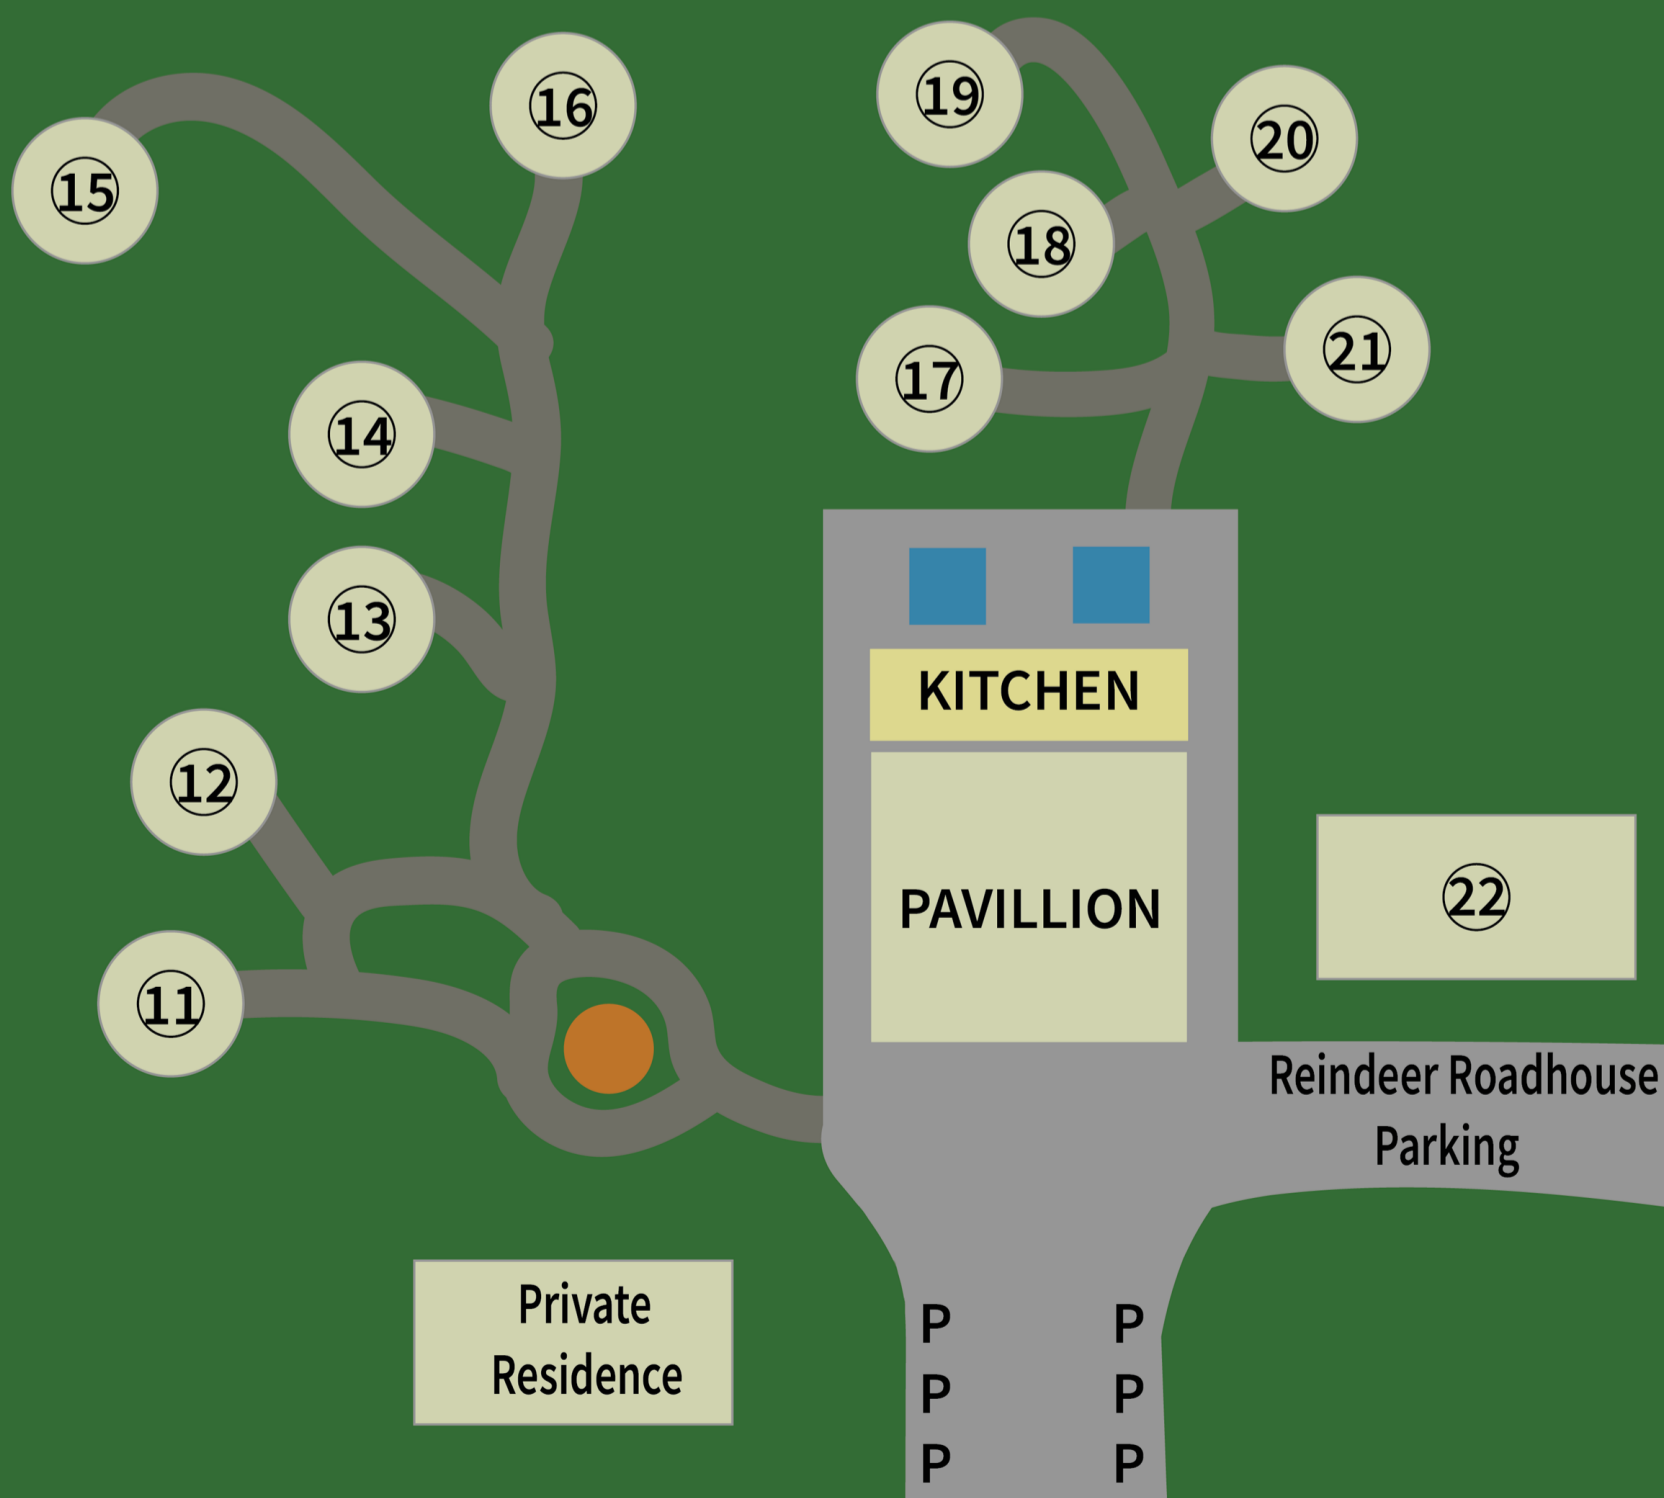 19
16
20
15
18
21
17
14
13
KITCHEN
12
22
PAVILLION
11
Reindeer Roadhouse
Parking
Private
Residence
P P
P P
P P